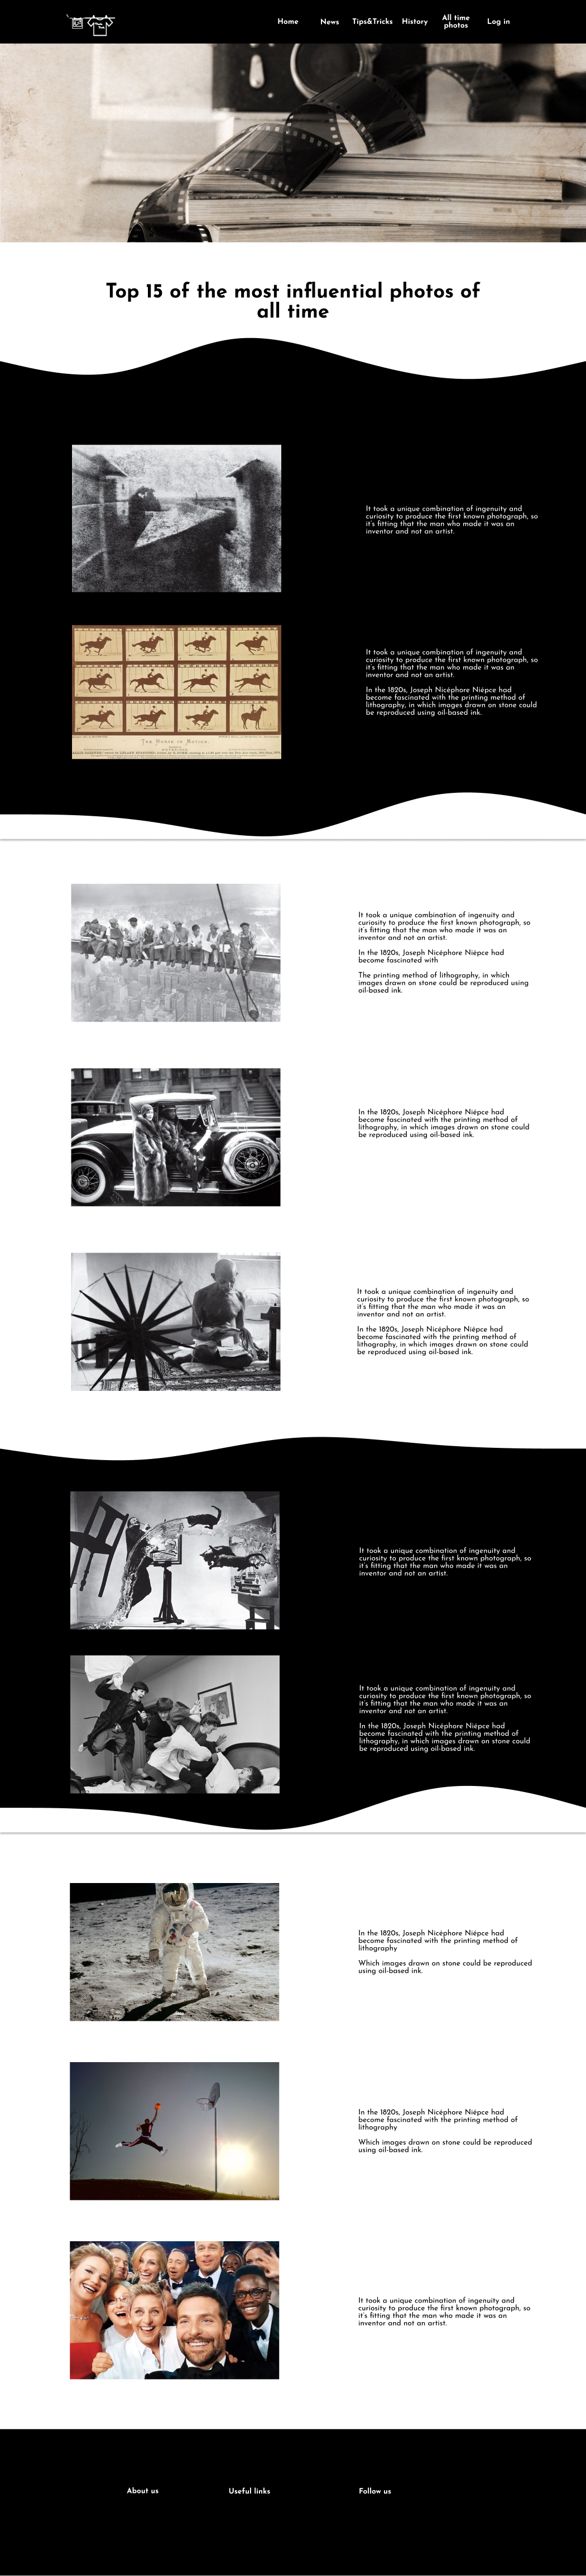 Home
News
Tips&Tricks
History
All time
photos
Log in
Top 15 of the most influential photos of
all time
It took a unique combination of ingenuity and
curiosity to produce the first known photograph, so
it's fitting that the man who made it was an
inventor and not an artist.
THE HORSE IN MOTION.
It took a unique combination of ingenuity and
curiosity to produce the first known photograph, so
it's fitting that the man who made it was an
inventor and not an artist.
In the 1820s, Joseph Nicéphore Niépce had
become fascinated with the printing method of
lithography, in which images drawn on stone could
be reproduced using oil-based ink.
It took a unique combination of ingenuity and
curiosity to produce the first known photograph, so
it's fitting that the man who made it was an
inventor and not an artist.
In the 1820s, Joseph Nicéphore Niépce had
become fascinated with
The printing method of lithography, in which
images drawn on stone could be reproduced using
oil-based ink.
In the 1820s, Joseph Nicéphore Niépce had
become fascinated with the printing method of
lithography, in which images drawn on stone could
be reproduced using oil-based ink.
It took a unique combination of ingenuity and
curiosity to produce the first known photograph, so
it's fitting that the man who made it was an
inventor and not an artist.
In the 1820s, Joseph Nicéphore Niépce had
become fascinated with the printing method of
lithography, in which images drawn on stone could
be reproduced using oil-based ink.
It took a unique combination of ingenuity and
curiosity to produce the first known photograph, so
it's fitting that the man who made it was an
inventor and not an artist.
It took a unique combination of ingenuity and
curiosity to produce the first known photograph, so
it's fitting that the man who made it was an
inventor and not an artist.
In the 1820s, Joseph Nicéphore Niépce had
become fascinated with the printing method of
lithography, in which images drawn on stone could
be reproduced using oil-based ink.
In the 1820s, Joseph Nicéphore Niépce had
become fascinated with the printing method of
lithography
Which images drawn on stone could be reproduced
using oil-based ink.
In the 1820s, Joseph Nicéphore Niépce had
become fascinated with the printing method of
lithography
Which images drawn on stone could be reproduced
using oil-based ink.
It took a unique combination of ingenuity and
curiosity to produce the first known photograph, so
it's fitting that the man who made it was an
inventor and not an artist.
About us
Useful links
Follow us